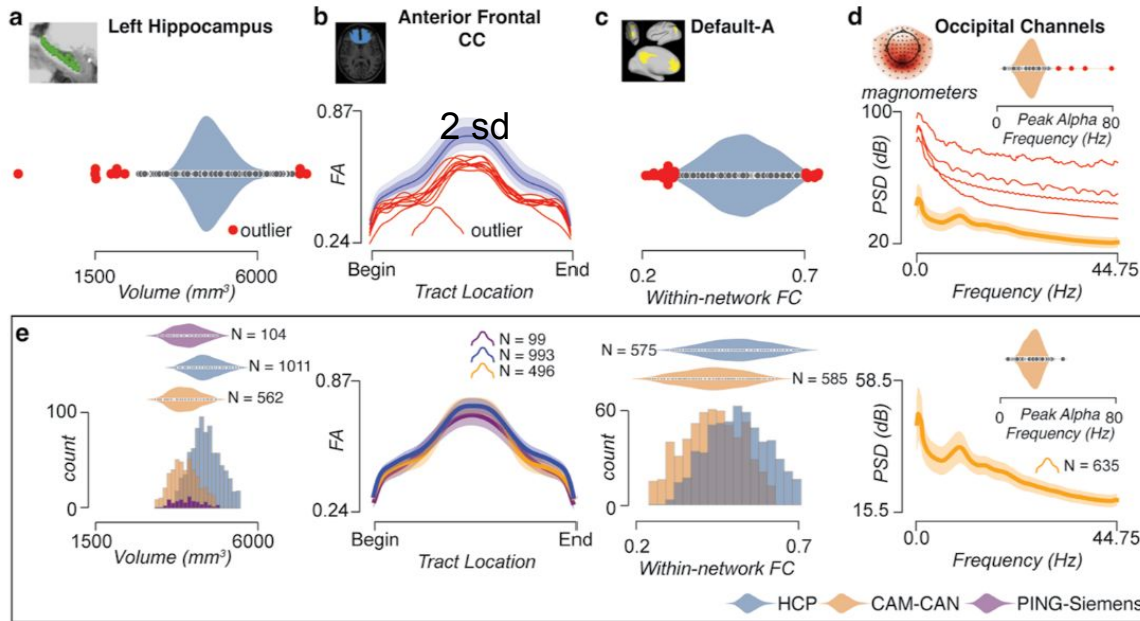 a
Left Hippocampus
outlier
1500
6000
Volume (mm³)
b
Anterior Frontal
CC
0.87
2 sd
FA
outlier
0.24
Begin
End
Tract Location
c
Default-A
0.2
0.7
Within-network FC
d
Occipital Channels
magnometers
0
80
Peak Alpha
Frequency (Hz)
100
PSD (dB)
20
0.0
44.75
Frequency (Hz)
e
N = 104
N = 1011
N = 562
100
count
0
1500
6000
Volume (mm³)
N = 99
N = 993
N = 496
0.87
FA
0.24
Begin
End
Tract Location
N = 575
N = 585
60
count
0
0.2
0.7
Within-network FC
0
80
Peak Alpha
Frequency (Hz)
N = 635
58.5
PSD (dB)
15.5
0.0
44.75
Frequency (Hz)
HCP
CAM-CAN
PING-Siemens